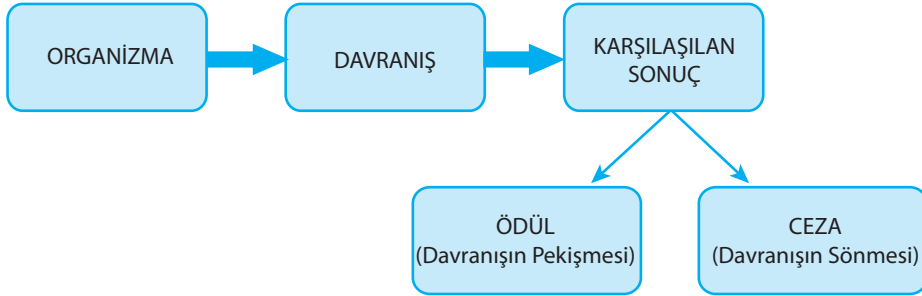 ORGANİZMA
DAVRANIŞ
KARŞILAŞILAN
SONUÇ
ÖDÜL
(Davranışın Pekişmesi)
CEZA
(Davranışın Sönmesi)